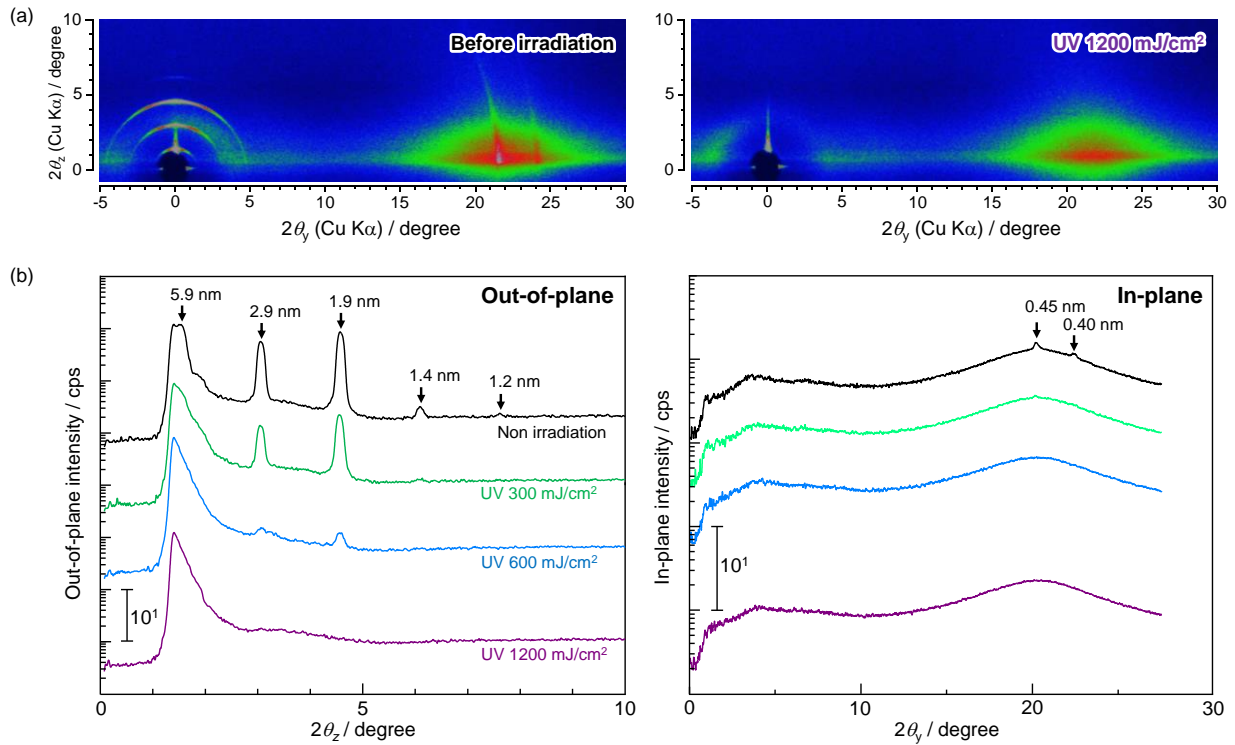 (a)
10
5
0
2θz (Cu Kα) / degree
Before irradiation
-5 0 5 10 15 20 25 30
2θy (Cu Kα) / degree
10
5
0
UV 1200 mJ/cm²
-5 0 5 10 15 20 25 30
2θy (Cu Kα) / degree
(b)
Out-of-plane intensity / cps
Out-of-plane
5.9 nm
2.9 nm
1.9 nm
1.4 nm
1.2 nm
Non irradiation
UV 300 mJ/cm²
UV 600 mJ/cm²
10¹
UV 1200 mJ/cm²
0 5 10
2θz / degree
In-plane intensity / cps
In-plane
0.45 nm
0.40 nm
10¹
0 10 20 30
2θy / degree